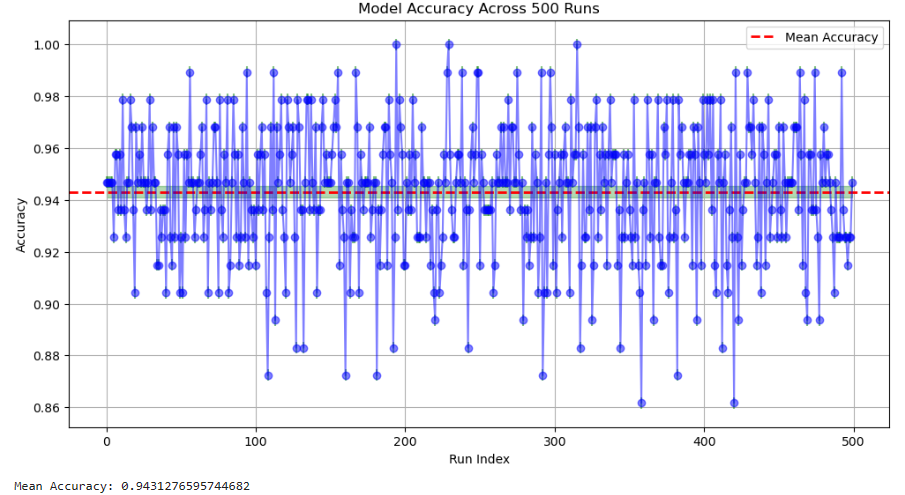 Model Accuracy Across 500 Runs
Mean Accuracy
1.00
0.98
0.96
0.94
0.92
0.90
0.88
0.86
Accuracy
0 100 200 300 400 500
Run Index
Mean Accuracy: 0.9431276595744682